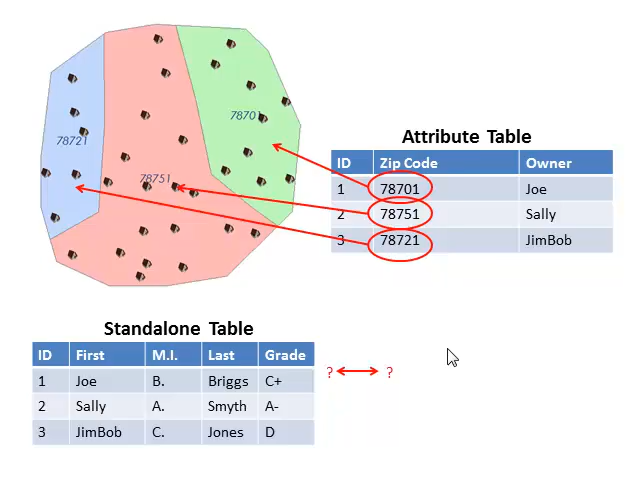 78701
78721
78751
Attribute Table
ID Zip Code Owner
1 78701 Joe
2 78751 Sally
3 78721 JimBob
Standalone Table
ID First M.I. Last Grade
1 Joe B. Briggs C+
2 Sally A. Smyth A-
3 JimBob C. Jones D
? ?